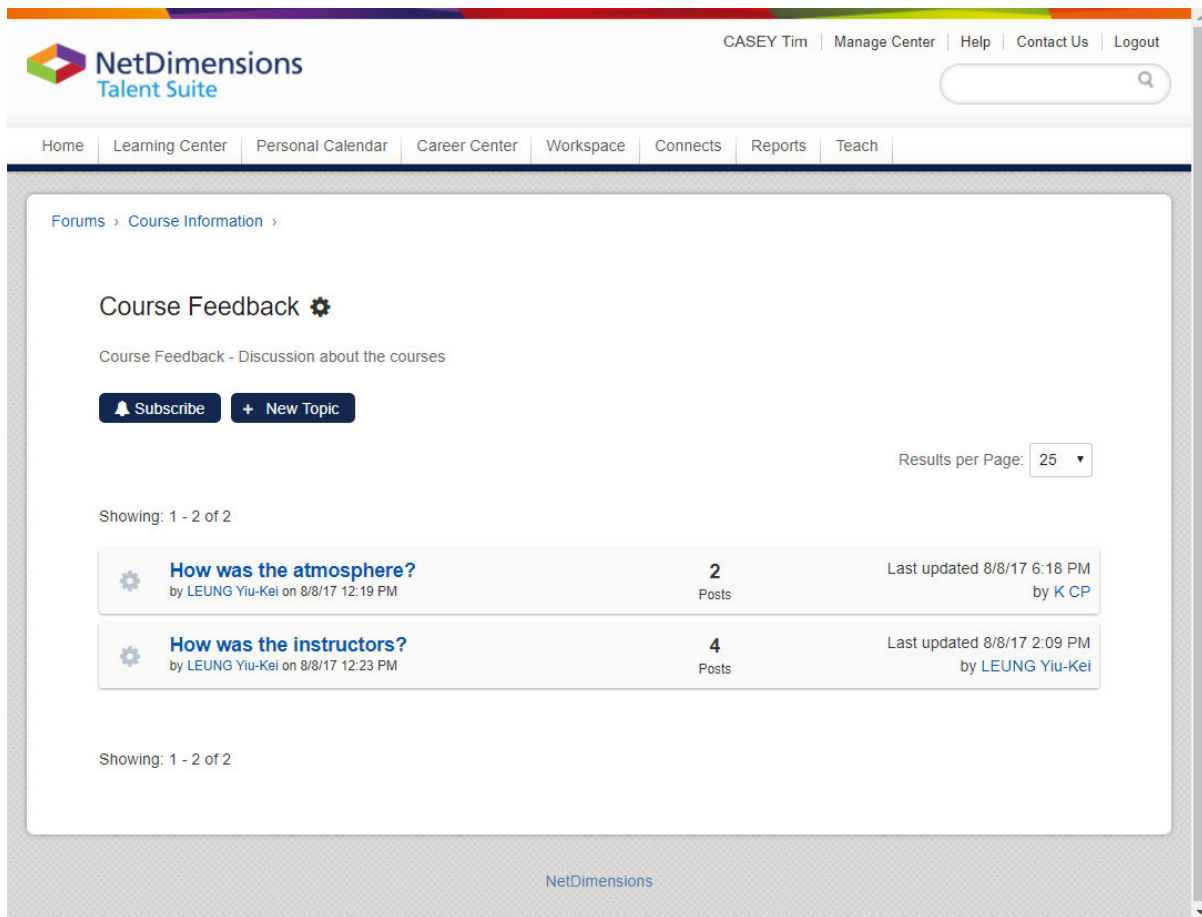 CASEY Tim Manage Center Help Contact Us Logout
NetDimensions
Talent Suite
Home Learning Center Personal Calendar Career Center Workspace Connects Reports Teach
Forums › Course Information ›
Course Feedback
Course Feedback - Discussion about the courses
Subscribe + New Topic
Results per Page: 25
Showing: 1 - 2 of 2
How was the atmosphere? 2 Last updated 8/8/17 6:18 PM
by LEUNG Yiu-Kei on 8/8/17 12:19 PM Posts by K CP
How was the instructors? 4 Last updated 8/8/17 2:09 PM
by LEUNG Yiu-Kei on 8/8/17 12:23 PM Posts by LEUNG Yiu-Kei
Showing: 1 - 2 of 2
NetDimensions